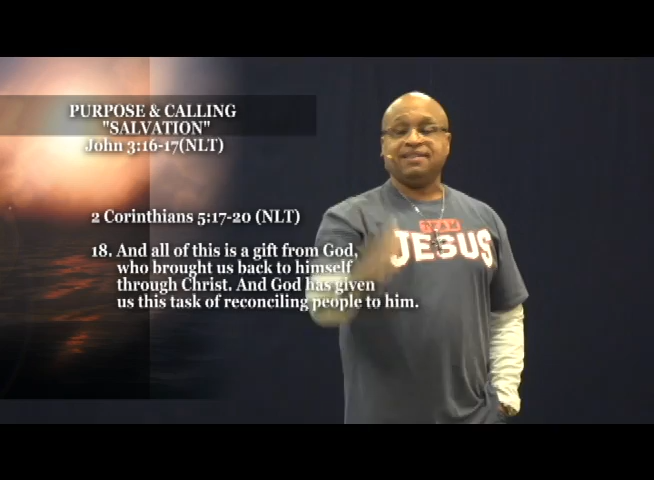 PURPOSE & CALLING
"SALVATION"
John 3:16-17(NLT)
2 Corinthians 5:17-20 (NLT)
18. And all of this is a gift from God,
who brought us back to himself
through Christ. And God has given
us this task of reconciling people to him.
TEAM
JESUS